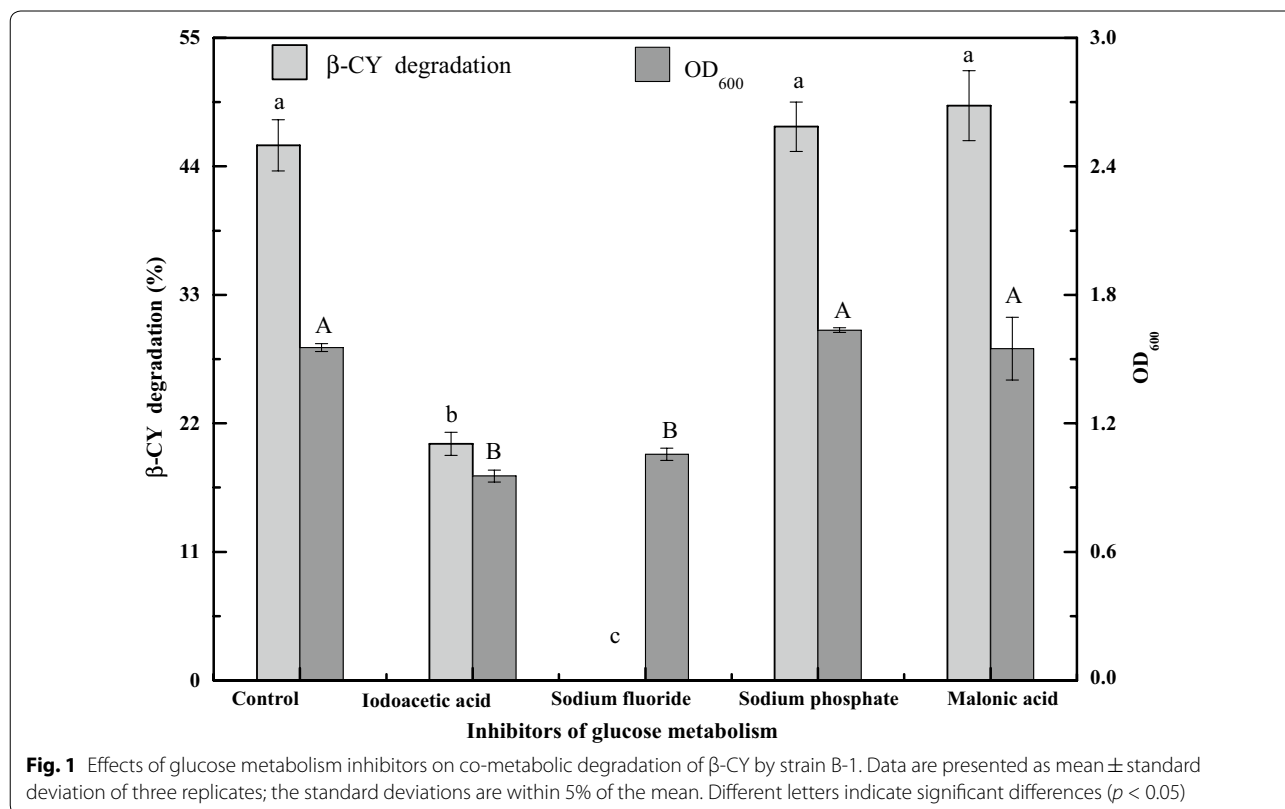 55
44
33
22
11
0
β-CY degradation (%)
β-CY degradation
OD600
3.0
2.4
1.8
1.2
0.6
0.0
OD600
a
A
b
B
c
B
a
A
a
A
Control
Iodoacetic acid
Sodium fluoride
Sodium phosphate
Malonic acid
Inhibitors of glucose metabolism
Fig. 1 Effects of glucose metabolism inhibitors on co-metabolic degradation of β-CY by strain B-1. Data are presented as mean ± standard
deviation of three replicates; the standard deviations are within 5% of the mean. Different letters indicate significant differences (p < 0.05)